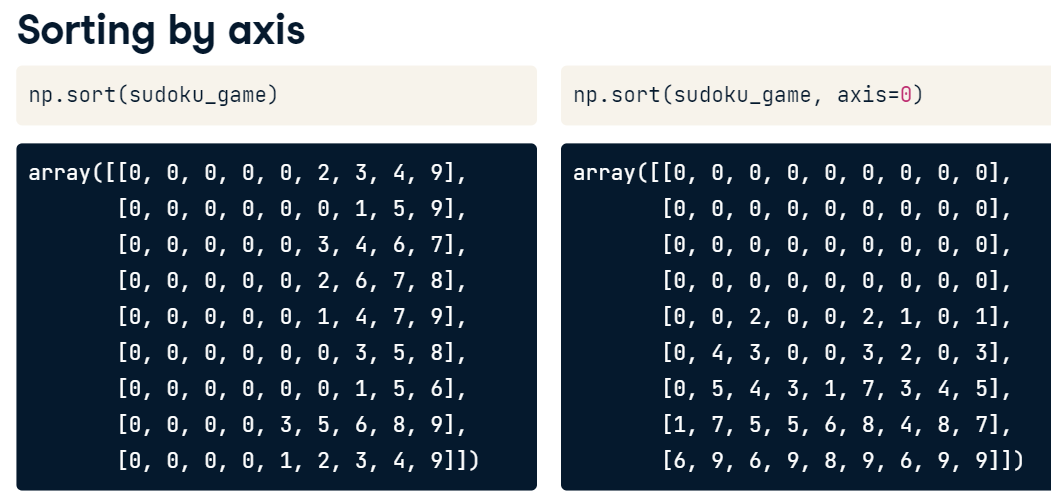 Sorting by axis
np.sort(sudoku_game)
array([[0, 0, 0, 0, 0, 2, 3, 4, 9],
[0, 0, 0, 0, 0, 0, 1, 5, 9],
[0, 0, 0, 0, 0, 3, 4, 6, 7],
[0, 0, 0, 0, 0, 2, 6, 7, 8],
[0, 0, 0, 0, 0, 1, 4, 7, 9],
[0, 0, 0, 0, 0, 0, 3, 5, 8],
[0, 0, 0, 0, 0, 0, 1, 5, 6],
[0, 0, 0, 0, 3, 5, 6, 8, 9],
[0, 0, 0, 0, 1, 2, 3, 4, 9]])
np.sort(sudoku_game, axis=0)
array([[0, 0, 0, 0, 0, 0, 0, 0, 0],
[0, 0, 0, 0, 0, 0, 0, 0, 0],
[0, 0, 0, 0, 0, 0, 0, 0, 0],
[0, 0, 0, 0, 0, 0, 0, 0, 0],
[0, 0, 2, 0, 0, 2, 1, 0, 1],
[0, 4, 3, 0, 0, 3, 2, 0, 3],
[0, 5, 4, 3, 1, 7, 3, 4, 5],
[1, 7, 5, 5, 6, 8, 4, 8, 7],
[6, 9, 6, 9, 8, 9, 6, 9, 9]])